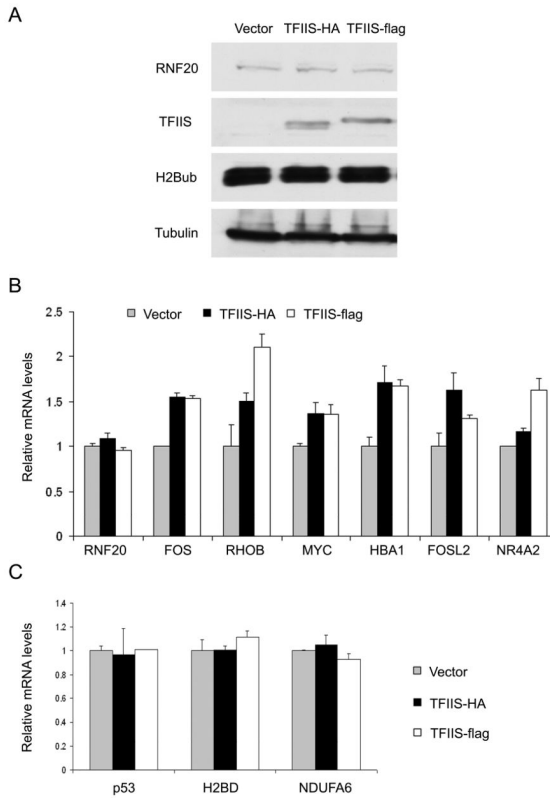 A
Vector TFIIS-HA TFIIS-flag
RNF20
TFIIS
H2Bub
Tubulin
B
Vector TFIIS-HA TFIIS-flag
Relative mRNA levels
2.5
2
1.5
1
0.5
0
RNF20 FOS RHOB MYC HBA1 FOSL2 NR4A2
C
Relative mRNA levels
1.4
1.2
1
0.8
0.6
0.4
0.2
0
p53 H2BD NDUFA6
Vector
TFIIS-HA
TFIIS-flag